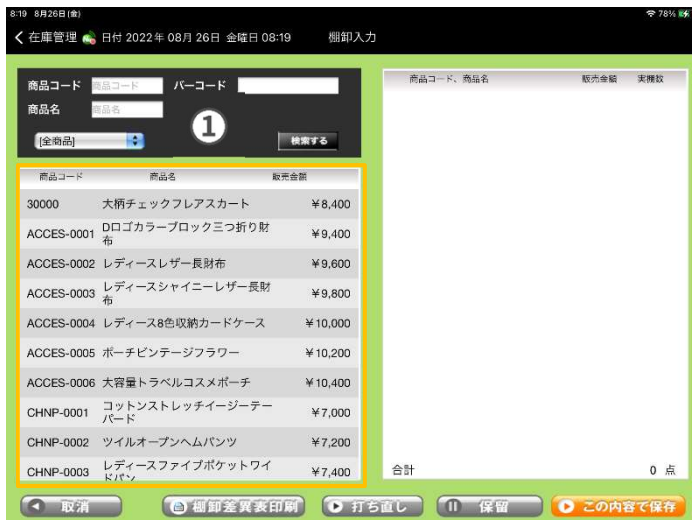 8:19 8月26日(金)
78%
在庫管理 日付 2022年 08月 26日 金曜日 08:19 棚卸入力
商品コード 商品コード バーコード
商品名 商品名
[全商品]
1
検索する
商品コード 商品名 販売金額
30000 大柄チェックフレアスカート ¥8,400
ACCES-0001 Dロゴカラーブロック三つ折り財
布 ¥9,400
ACCES-0002 レディースレザー長財布 ¥9,600
ACCES-0003 レディースシャイニーレザー長財
布 ¥9,800
ACCES-0004 レディース8色収納カードケース ¥10,000
ACCES-0005 ポーチビンテージフラワー ¥10,200
ACCES-0006 大容量トラベルコスメポーチ ¥10,400
CHNP-0001 コットンストレッチイージーテー
パード ¥7,000
CHNP-0002 ツイルオープンヘムパンツ ¥7,200
CHNP-0003 レディースファイブポケットワイ
ドパン ¥7,400
商品コード、商品名 販売金額 実棚数
合計 0 点
取消 棚卸差異表印刷 打ち直し 保留 この内容で保存